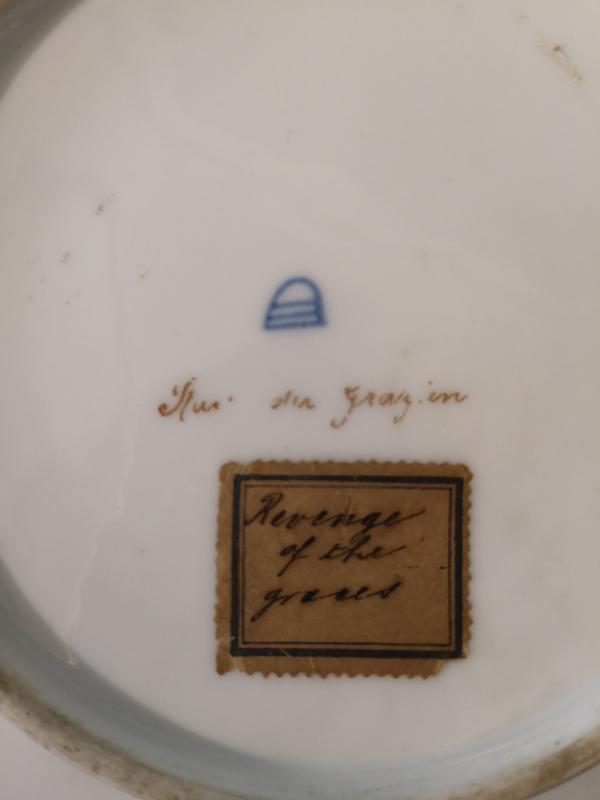 der Grazien
Revenge
of the
graces